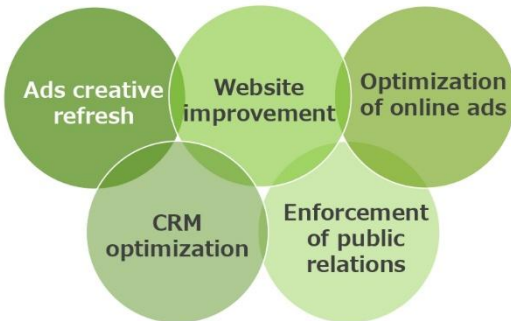 Ads creative
refresh
Website
improvement
Optimization
of online ads
CRM
optimization
Enforcement
of public
relations